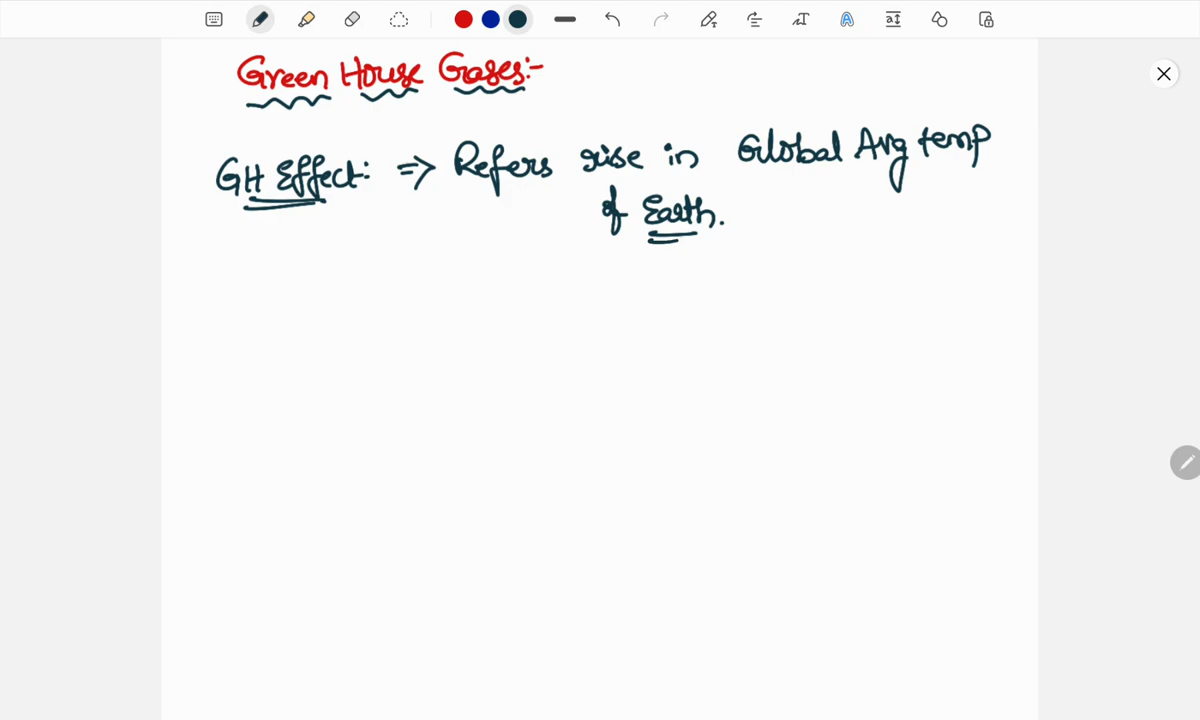 Green House Gases:-
GH Effect: => Refers rise in Global Avg temp
of Earth.